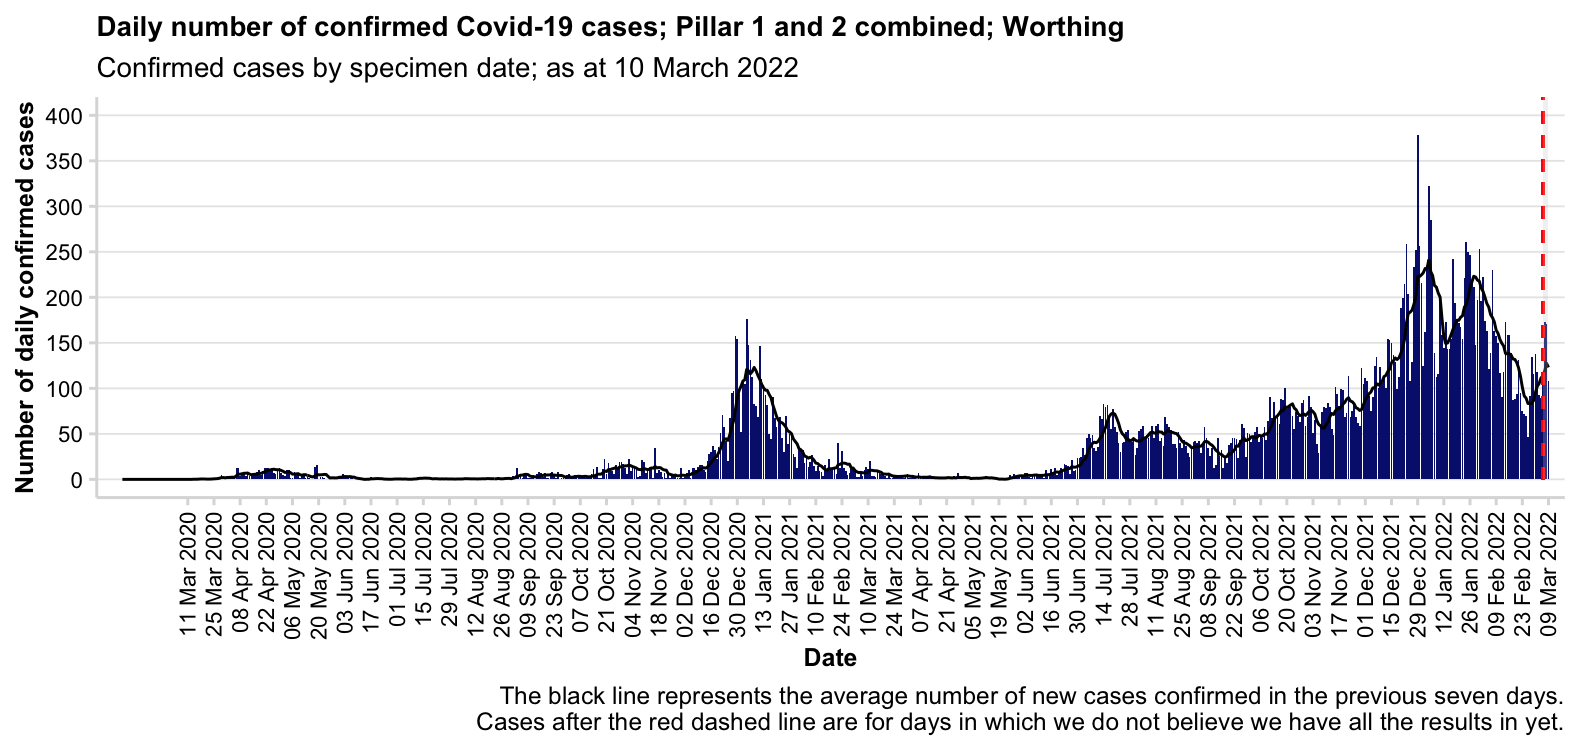 Daily number of confirmed Covid-19 cases; Pillar 1 and 2 combined; Worthing
Confirmed cases by specimen date; as at 10 March 2022
Number of daily confirmed cases
400
350
300
250
200
150
100
50
0
11 Mar 2020
25 Mar 2020
08 Apr 2020
22 Apr 2020
06 May 2020
20 May 2020
03 Jun 2020
17 Jun 2020
01 Jul 2020
15 Jul 2020
29 Jul 2020
12 Aug 2020
26 Aug 2020
09 Sep 2020
23 Sep 2020
07 Oct 2020
21 Oct 2020
04 Nov 2020
18 Nov 2020
02 Dec 2020
16 Dec 2020
30 Dec 2020
13 Jan 2021
27 Jan 2021
10 Feb 2021
24 Feb 2021
10 Mar 2021
24 Mar 2021
07 Apr 2021
21 Apr 2021
05 May 2021
19 May 2021
02 Jun 2021
16 Jun 2021
30 Jun 2021
14 Jul 2021
28 Jul 2021
11 Aug 2021
25 Aug 2021
08 Sep 2021
22 Sep 2021
06 Oct 2021
20 Oct 2021
03 Nov 2021
17 Nov 2021
01 Dec 2021
15 Dec 2021
29 Dec 2021
12 Jan 2022
26 Jan 2022
09 Feb 2022
23 Feb 2022
09 Mar 2022
Date
The black line represents the average number of new cases confirmed in the previous seven days.
Cases after the red dashed line are for days in which we do not believe we have all the results in yet.